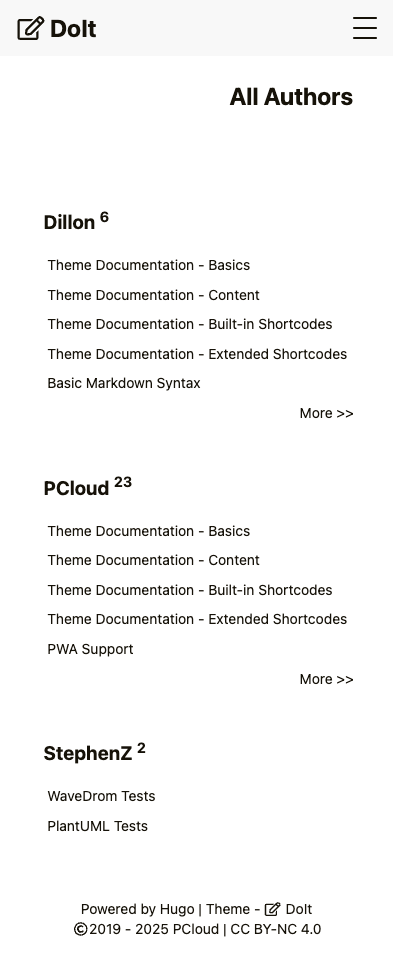 DoIt
All Authors
Dillon 6
Theme Documentation - Basics
Theme Documentation - Content
Theme Documentation - Built-in Shortcodes
Theme Documentation - Extended Shortcodes
Basic Markdown Syntax
More >>
PCloud 23
Theme Documentation - Basics
Theme Documentation - Content
Theme Documentation - Built-in Shortcodes
Theme Documentation - Extended Shortcodes
PWA Support
More >>
StephenZ 2
WaveDrom Tests
PlantUML Tests
Powered by Hugo | Theme - DoIt
©2019 - 2025 PCloud | CC BY-NC 4.0